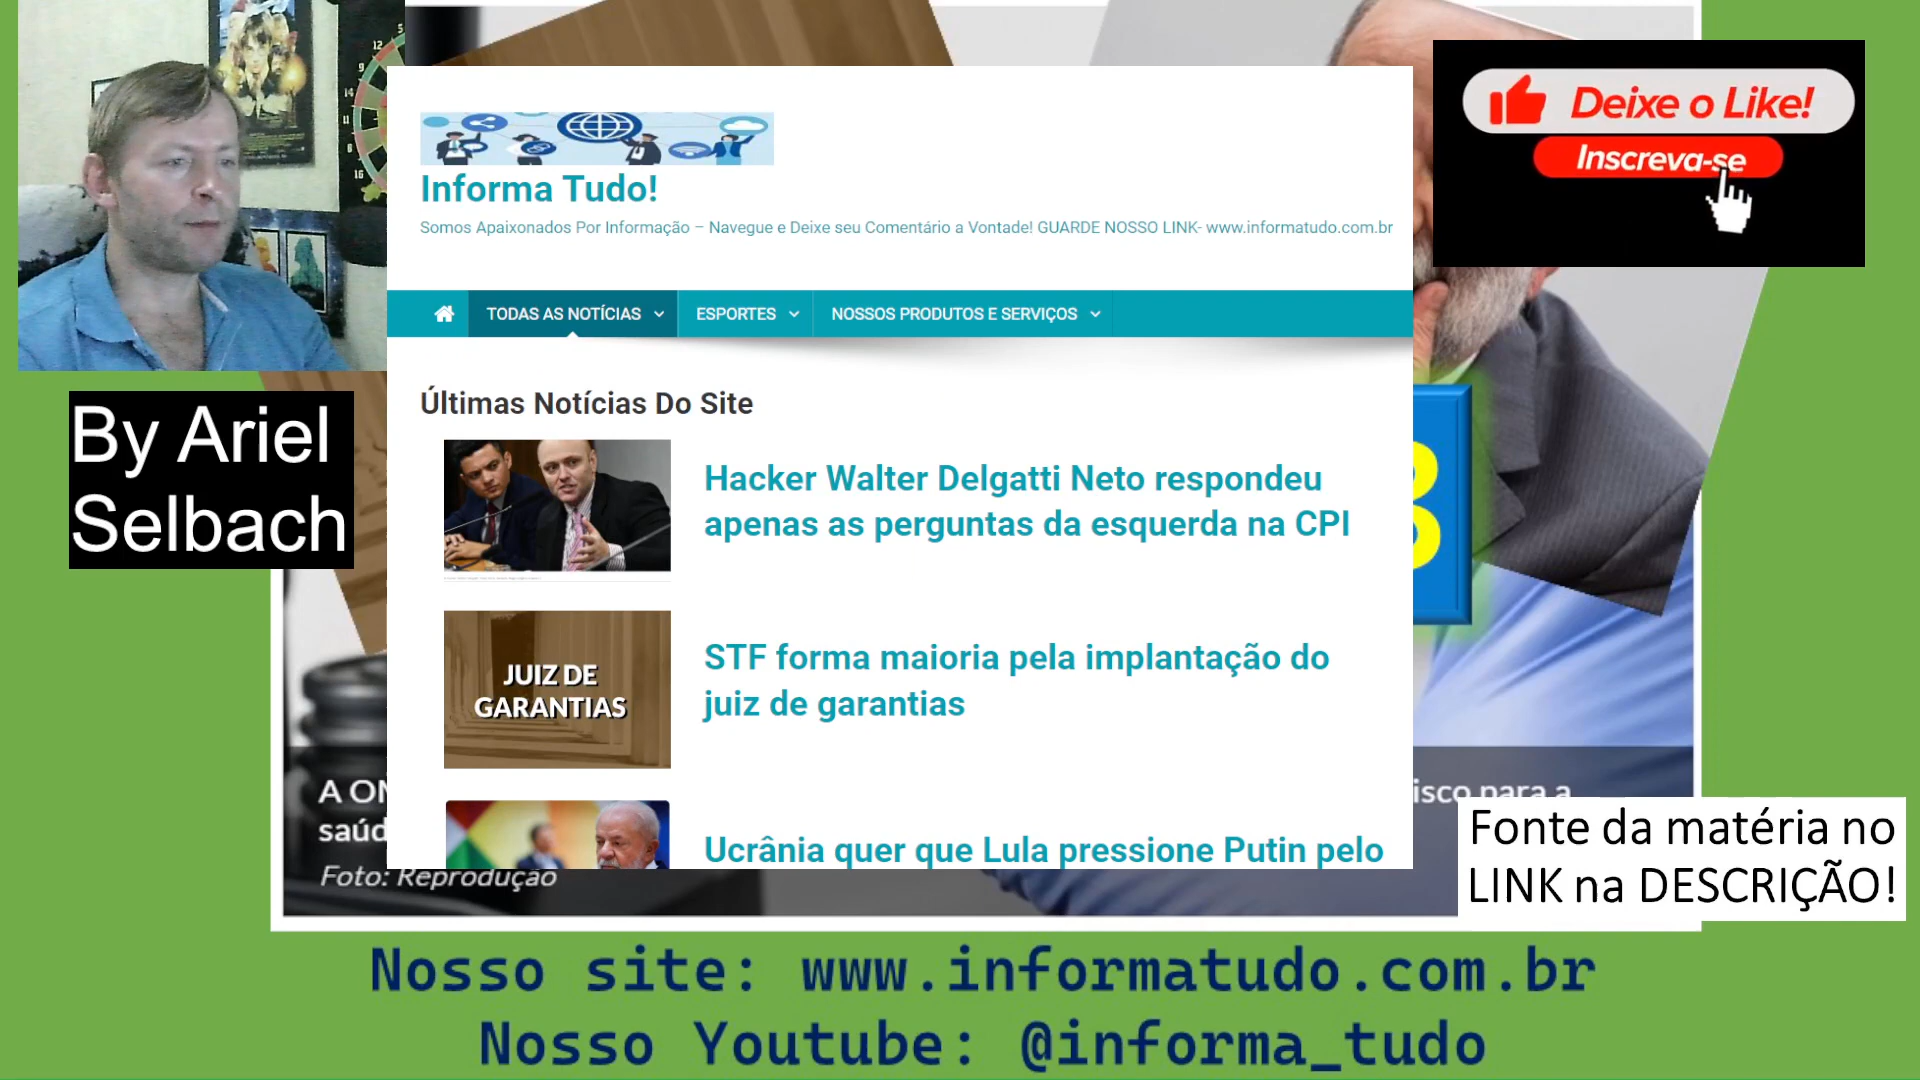 Deixe o Like!
Inscreva-se
Informa Tudo!
Somos Apaixonados Por Informação – Navegue e Deixe seu Comentário a Vontade! GUARDE NOSSO LINK- www.informatudo.com.br
TODAS AS NOTÍCIAS
ESPORTES
NOSSOS PRODUTOS E SERVIÇOS
By Ariel
Selbach
Últimas Notícias Do Site
Hacker Walter Delgatti Neto respondeu
apenas as perguntas da esquerda na CPI
JUIZ DE
GARANTIAS
STF forma maioria pela implantação do
juiz de garantias
Ucrânia quer que Lula pressione Putin pelo
A
para a
Foto: Reprodução
Fonte da matéria no
LINK na DESCRIÇÃO!
Nosso site: www.informatudo.com.br
Nosso Youtube: @informa_tudo